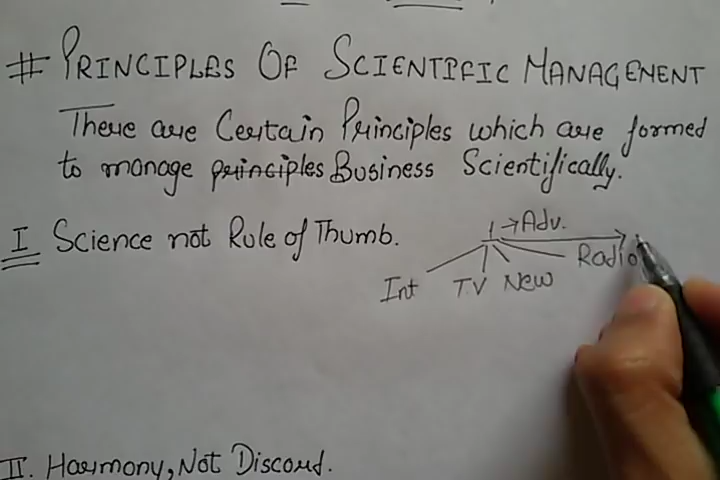 # PRINCIPLES OF SCIENTIFIC MANAGEMENT
There are Certain Principles which are formed
to manage principles Business Scientifically.
I Science not Rule of Thumb.
1 → Adv.
Int TV New Radio
II. Harmony, Not Discord.